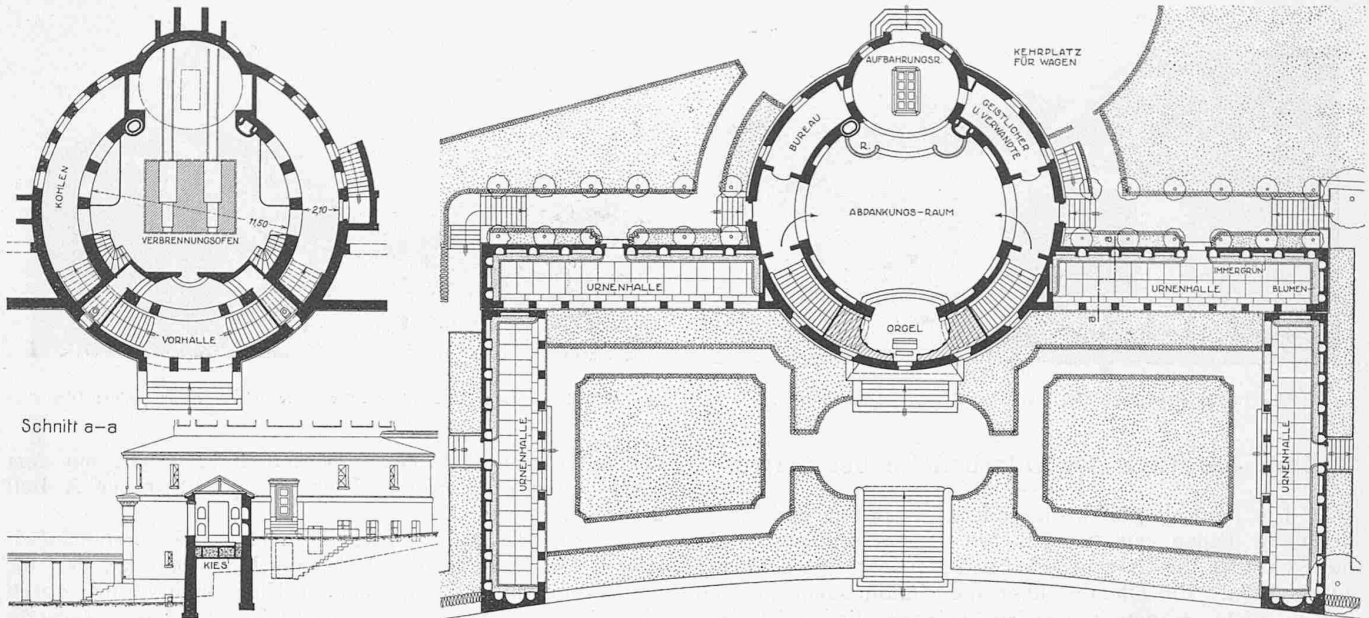 KOHLEN
11,50
2,10
VERBRENNUNGSOFEN
VORHALLE
Schnitt a-a
KIES
AUFBAHRUNGSR.
KEHRPLATZ
FÜR WAGEN
BUREAU
GEISTLICHER
U. VERWANDTE
R.
ABDANKUNGS-RAUM
a
URNENHALLE
IMMERGRÜN
URNENHALLE
BLUMEN
a
ORGEL
URNENHALLE
URNENHALLE